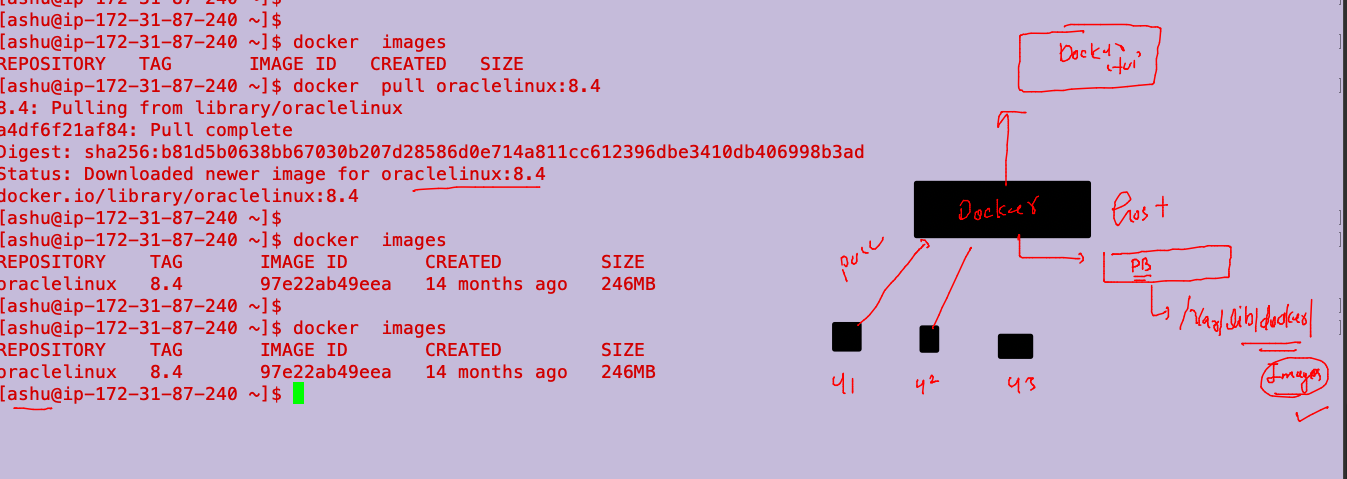 [ashu@ip-172-31-87-240 ~]$
[ashu@ip-172-31-87-240 ~]$
[ashu@ip-172-31-87-240 ~]$ docker  images
REPOSITORY   TAG       IMAGE ID   CREATED   SIZE
[ashu@ip-172-31-87-240 ~]$ docker  pull oraclelinux:8.4
8.4: Pulling from library/oraclelinux
a4df6f21af84: Pull complete
Digest: sha256:b81d5b0638bb67030b207d28586d0e714a811cc612396dbe3410db406998b3ad
Status: Downloaded newer image for oraclelinux:8.4
docker.io/library/oraclelinux:8.4
[ashu@ip-172-31-87-240 ~]$
[ashu@ip-172-31-87-240 ~]$ docker  images
REPOSITORY    TAG       IMAGE ID       CREATED         SIZE
oraclelinux   8.4       97e22ab49eea   14 months ago   246MB
[ashu@ip-172-31-87-240 ~]$
[ashu@ip-172-31-87-240 ~]$ docker  images
REPOSITORY    TAG       IMAGE ID       CREATED         SIZE
oraclelinux   8.4       97e22ab49eea   14 months ago   246MB
[ashu@ip-172-31-87-240 ~]$
Docker
Docker
Host
/var/lib/docker/
Images